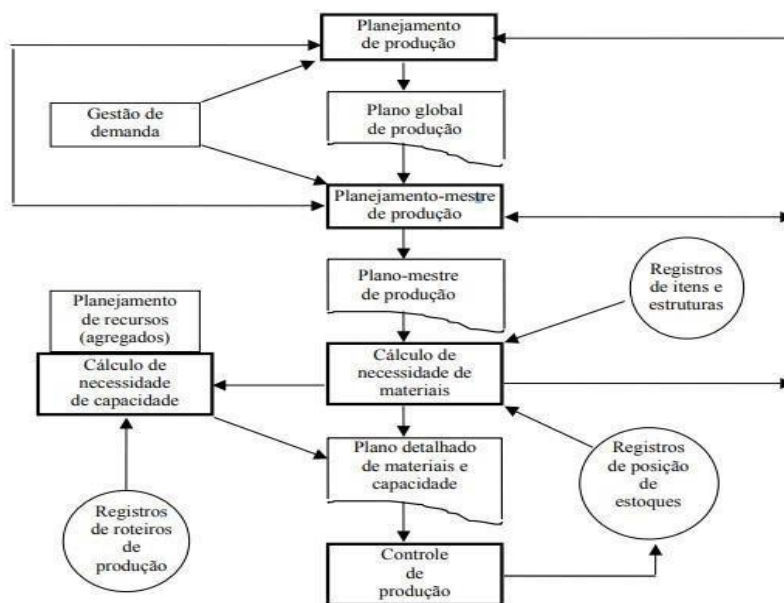 Planejamento
de produção
Gestão de
demanda
Plano global
de produção
Planejamento-mestre
de produção
Plano-mestre
de produção
Registros
de itens e
estruturas
Planejamento
de recursos
(agregados)
Cálculo de
necessidade
de capacidade
Cálculo de
necessidade de
materiais
Plano detalhado
de materiais e
capacidade
Registros
de posição
de
estoques
Registros
de roteiros
de
produção
Controle
de
produção